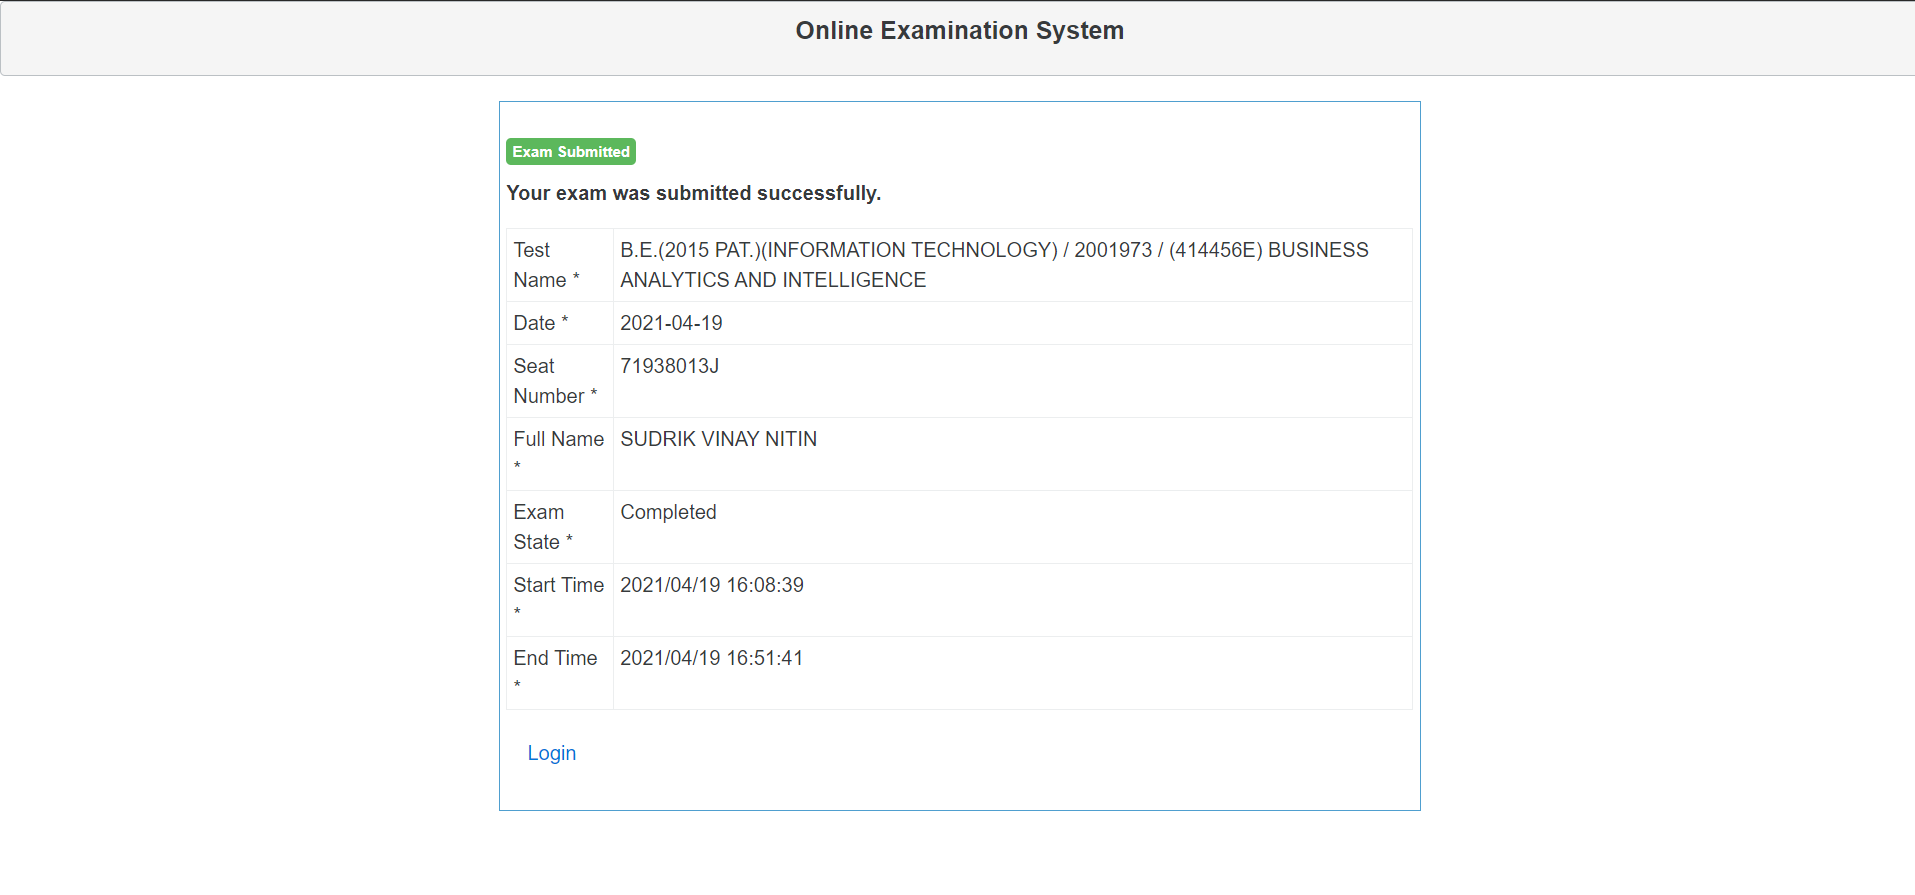 Online Examination System
Exam Submitted
Your exam was submitted successfully.
Test
Name *
B.E.(2015 PAT.)(INFORMATION TECHNOLOGY) / 2001973 / (414456E) BUSINESS
ANALYTICS AND INTELLIGENCE
Date *
2021-04-19
Seat
Number *
71938013J
Full Name
*
SUDRIK VINAY NITIN
Exam
State *
Completed
Start Time
*
2021/04/19 16:08:39
End Time
*
2021/04/19 16:51:41
Login